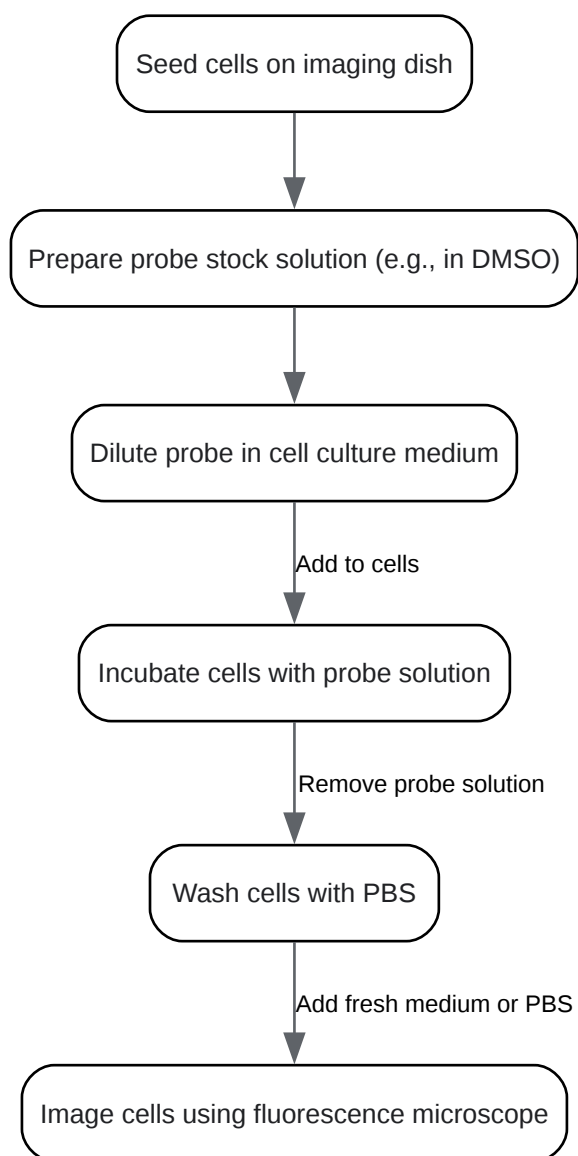 Seed cells on imaging dish
Prepare probe stock solution (e.g., in DMSO)
Dilute probe in cell culture medium
Add to cells
Incubate cells with probe solution
Remove probe solution
Wash cells with PBS
Add fresh medium or PBS
Image cells using fluorescence microscope